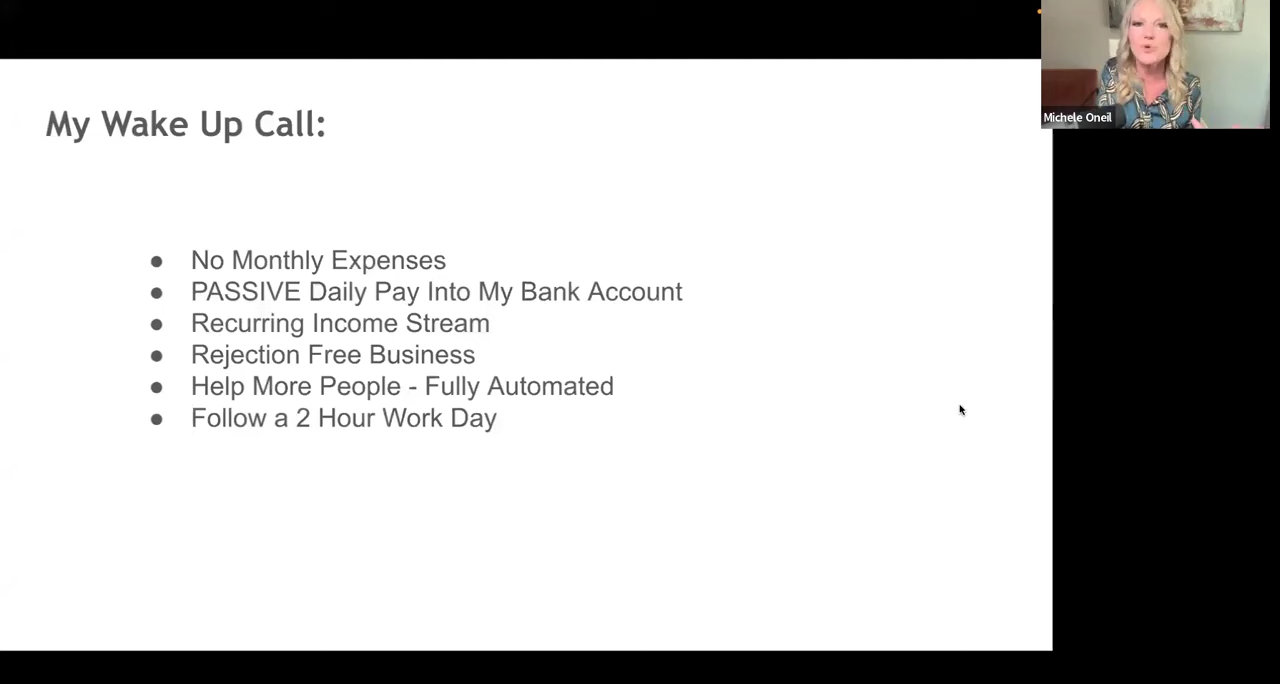 My Wake Up Call:
● No Monthly Expenses
● PASSIVE Daily Pay Into My Bank Account
● Recurring Income Stream
● Rejection Free Business
● Help More People - Fully Automated
● Follow a 2 Hour Work Day
Michele Oneil